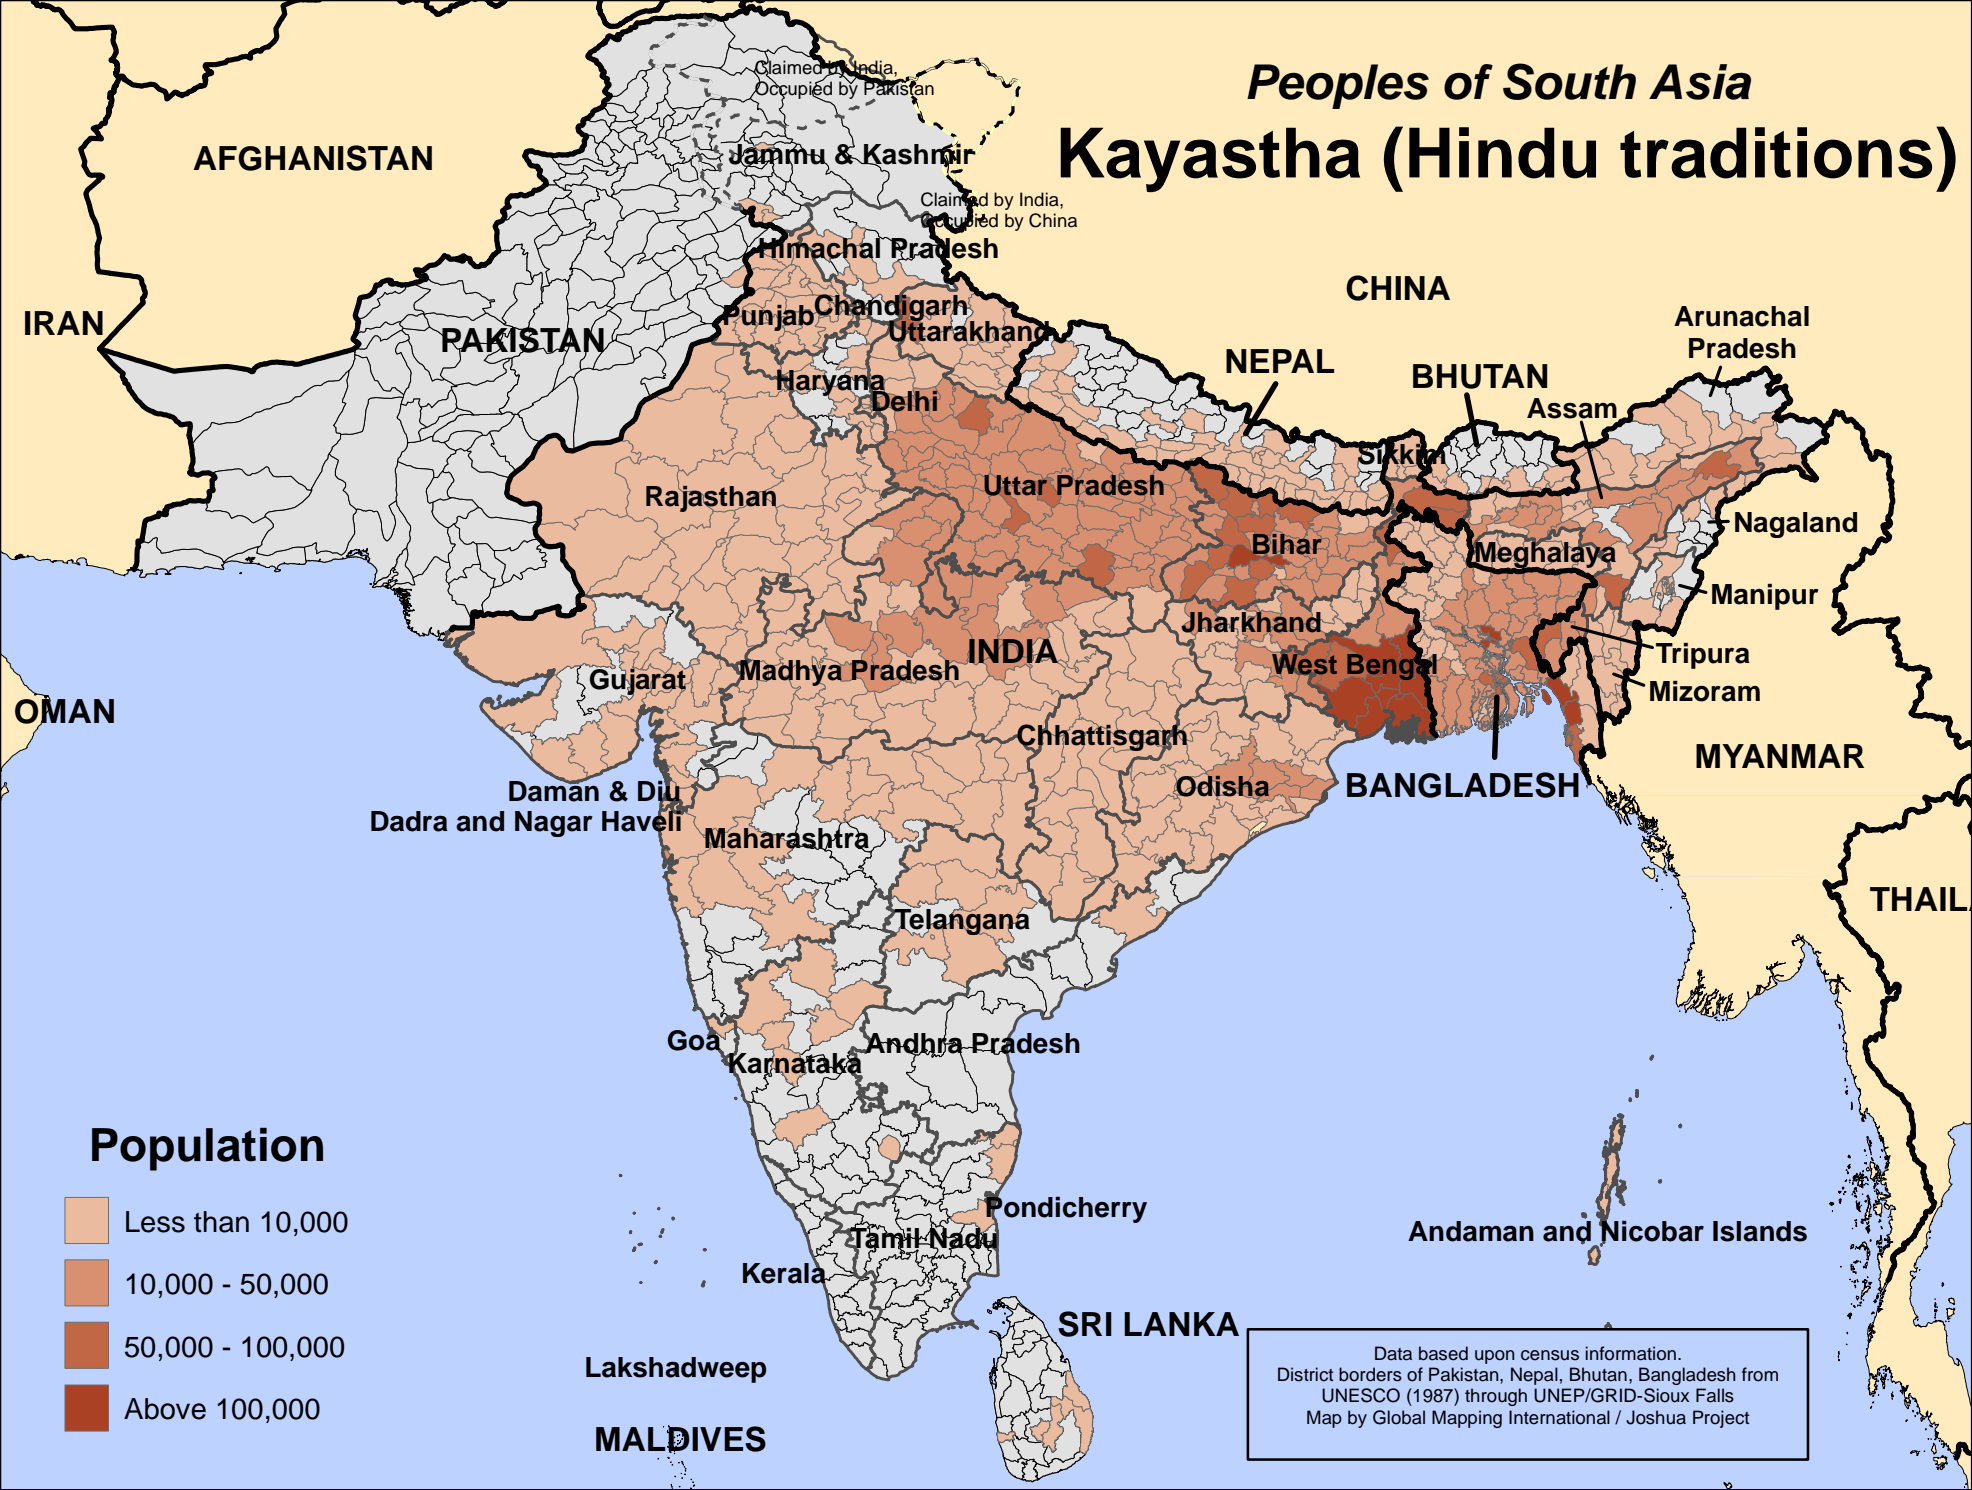 Peoples of South Asia
Kayastha (Hindu traditions)
Claimed by India,
Occupied by Pakistan
AFGHANISTAN
Jammu & Kashmir
Claimed by India,
Occupied by China
Himachal Pradesh
CHINA
IRAN
PAKISTAN
Punjab
Chandigarh
Uttarakhand
Arunachal
Pradesh
NEPAL
BHUTAN
Haryana
Delhi
Assam
Sikkim
Rajasthan
Uttar Pradesh
Nagaland
Bihar
Meghalaya
Manipur
Jharkhand
INDIA
Tripura
Gujarat
Madhya Pradesh
West Bengal
Mizoram
OMAN
Chhattisgarh
MYANMAR
Odisha
BANGLADESH
Daman & Diu
Dadra and Nagar Haveli
Maharashtra
THAIL
Telangana
Goa
Karnataka
Andhra Pradesh
Pondicherry
Andaman and Nicobar Islands
Tamil Nadu
Kerala
SRI LANKA
Lakshadweep
MALDIVES
Population
Less than 10,000
10,000 - 50,000
50,000 - 100,000
Above 100,000
Data based upon census information.
District borders of Pakistan, Nepal, Bhutan, Bangladesh from
UNESCO (1987) through UNEP/GRID-Sioux Falls
Map by Global Mapping International / Joshua Project